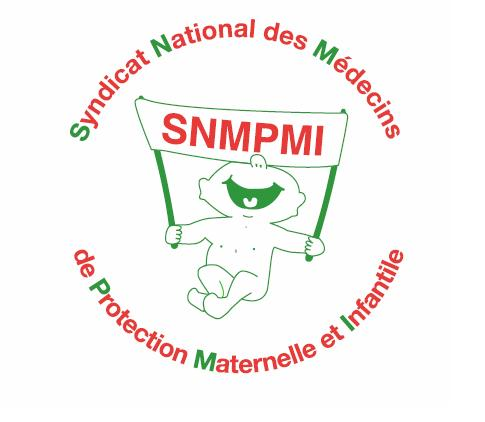 Syndicat National des Médecins
SNMPMI
de Protection Maternelle et Infantile